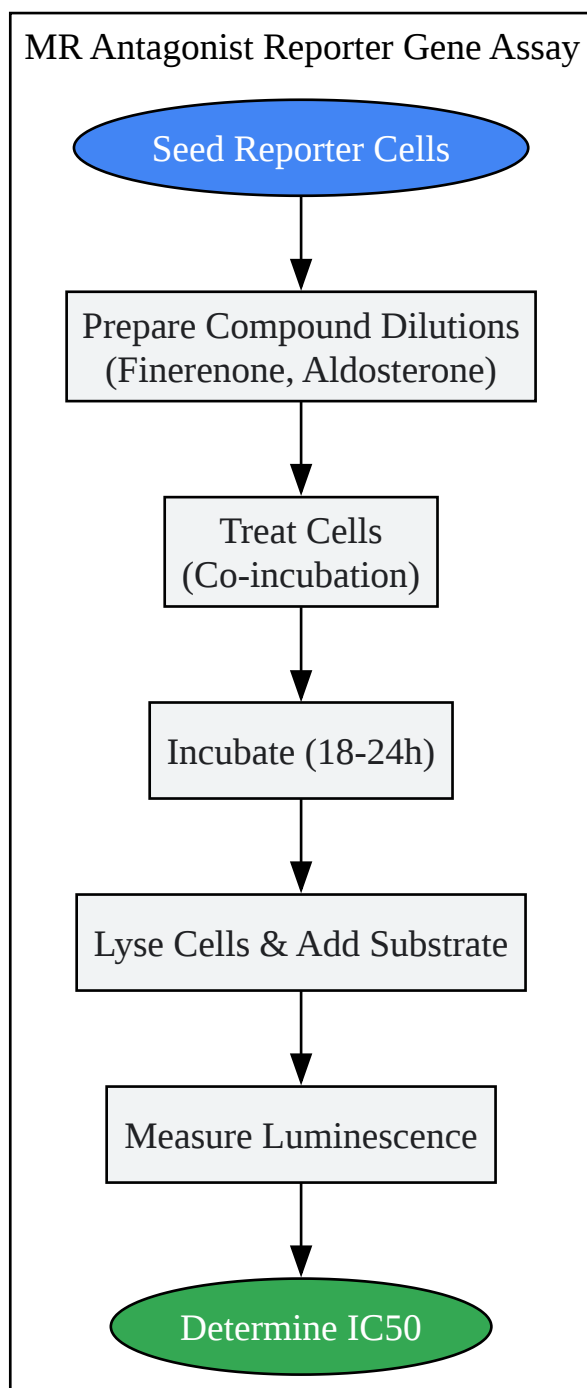 MR Antagonist Reporter Gene Assay
Seed Reporter Cells
Prepare Compound Dilutions
(Finerenone, Aldosterone)
Treat Cells
(Co-incubation)
Incubate (18-24h)
Lyse Cells & Add Substrate
Measure Luminescence
Determine IC50